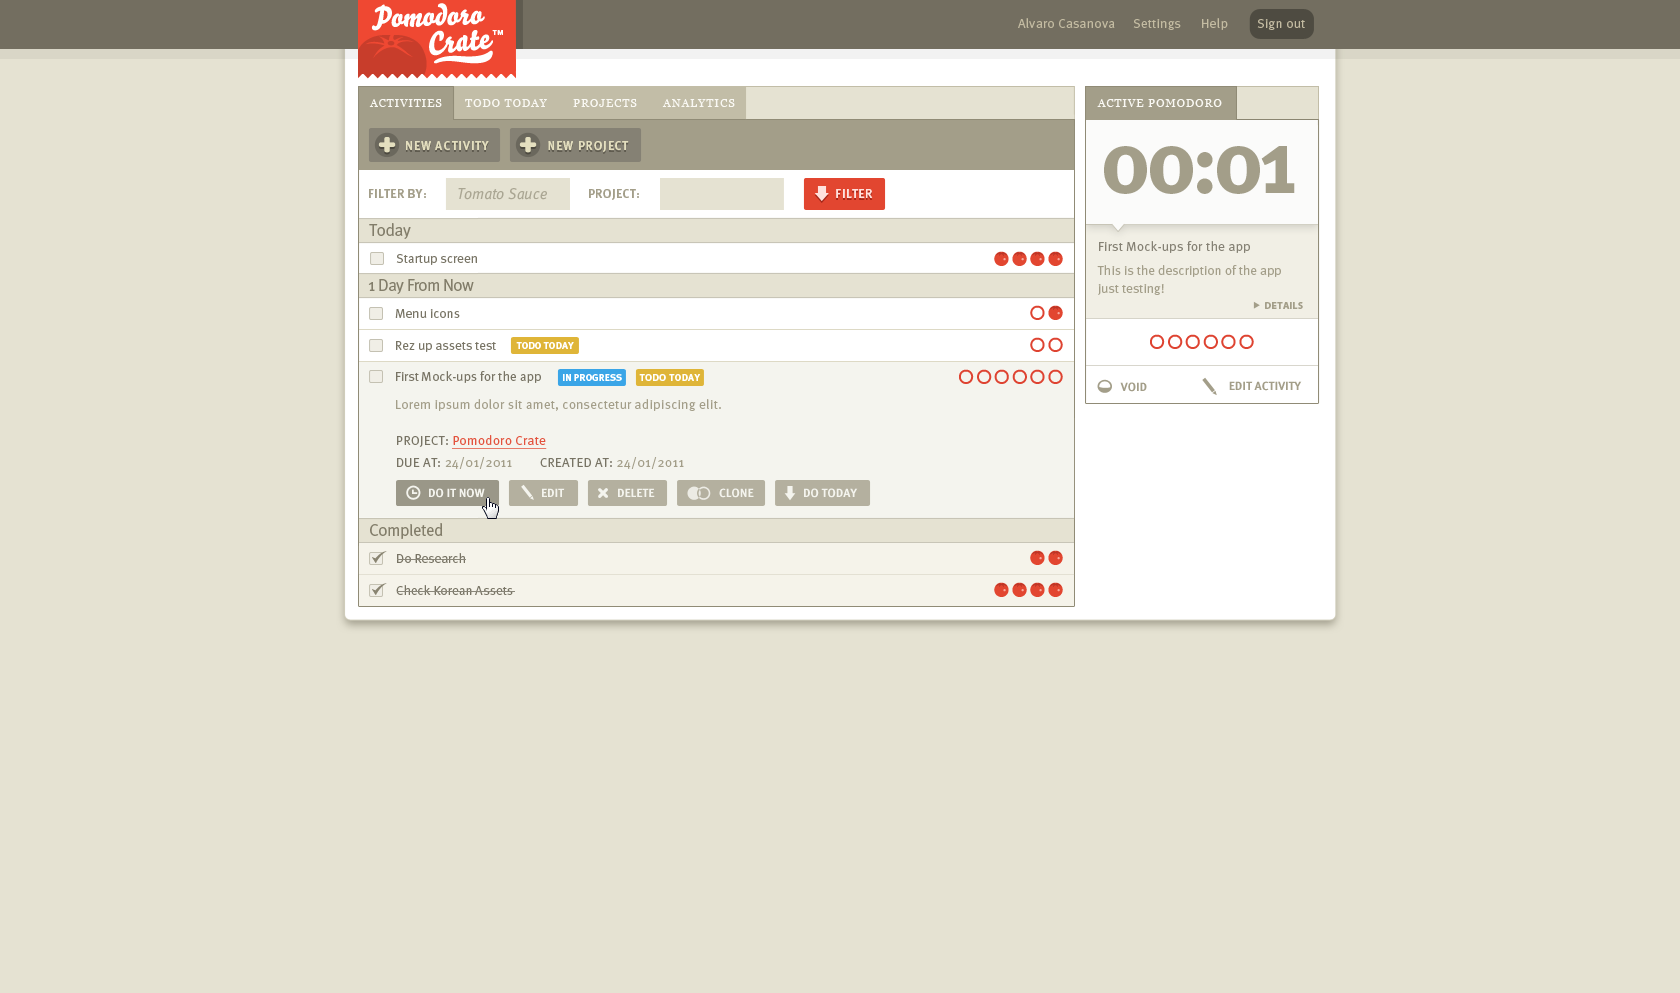 Pomodoro
Crate™
Alvaro Casanova Settings Help Sign out
ACTIVITIES TODO TODAY PROJECTS ANALYTICS
NEW ACTIVITY NEW PROJECT
FILTER BY: Tomato Sauce PROJECT: FILTER
Today
Startup screen
1 Day From Now
Menu icons
Rez up assets test TODO TODAY
First Mock-ups for the app IN PROGRESS TODO TODAY
Lorem ipsum dolor sit amet, consectetur adipiscing elit.
PROJECT: Pomodoro Crate
DUE AT: 24/01/2011 CREATED AT: 24/01/2011
DO IT NOW EDIT DELETE CLONE DO TODAY
Completed
Do Research
Check Korean Assets
ACTIVE POMODORO
00:01
First Mock-ups for the app
This is the description of the app
just testing!
DETAILS
VOID EDIT ACTIVITY